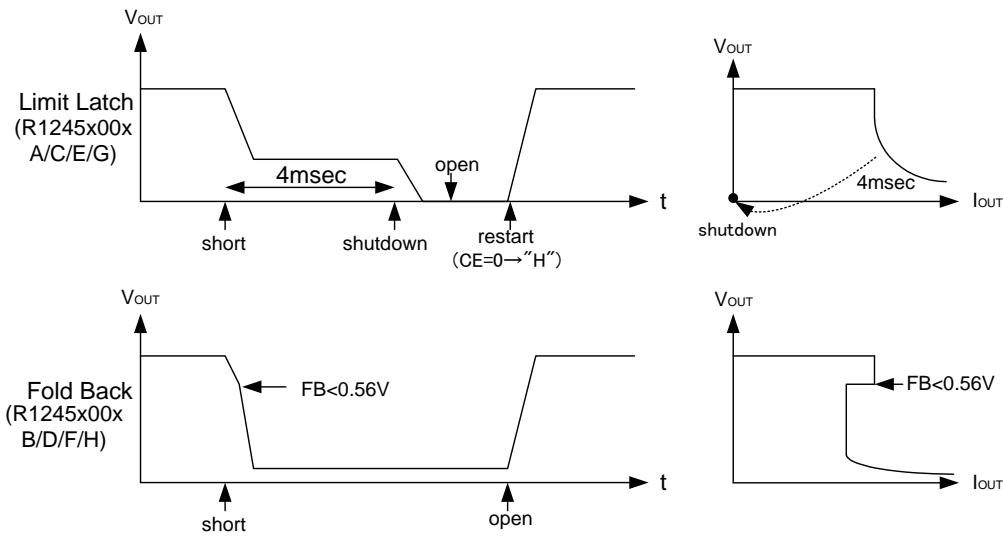 VOUT
Limit Latch
(R1245x00x
A/C/E/G)
4msec
open
t
short
shutdown
restart
(CE=0→"H")
VOUT
4msec
IOUT
shutdown
VOUT
Fold Back
(R1245x00x
B/D/F/H)
FB<0.56V
t
short
open
VOUT
FB<0.56V
IOUT